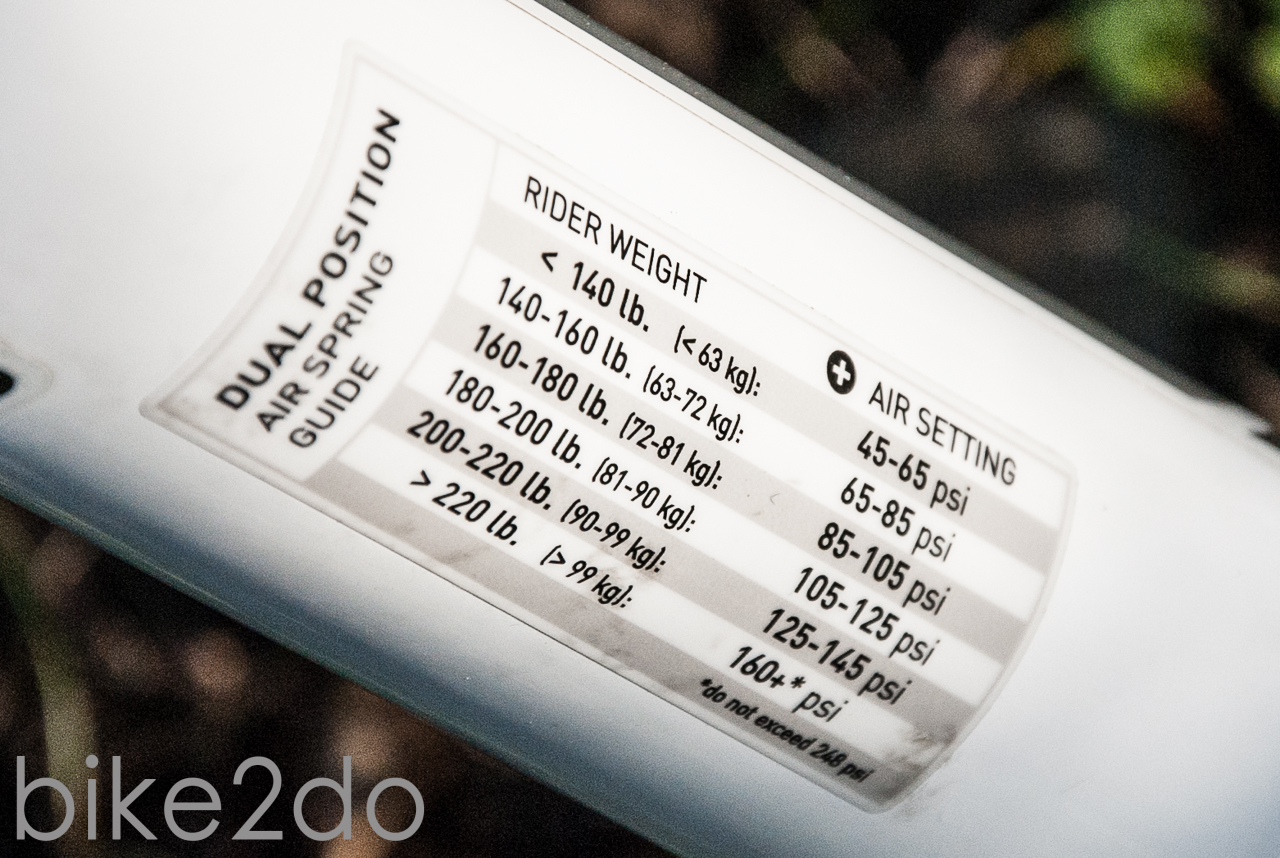 DUAL POSITION
AIR SPRING
GUIDE
RIDER WEIGHT + AIR SETTING
< 140 lb. (< 63 kg): 45-65 psi
140-160 lb. (63-72 kg): 65-85 psi
160-180 lb. (72-81 kg): 85-105 psi
180-200 lb. (81-90 kg): 105-125 psi
200-220 lb. (90-99 kg): 125-145 psi
> 220 lb. (> 99 kg): 160+* psi
*do not exceed 248 psi
bike2do